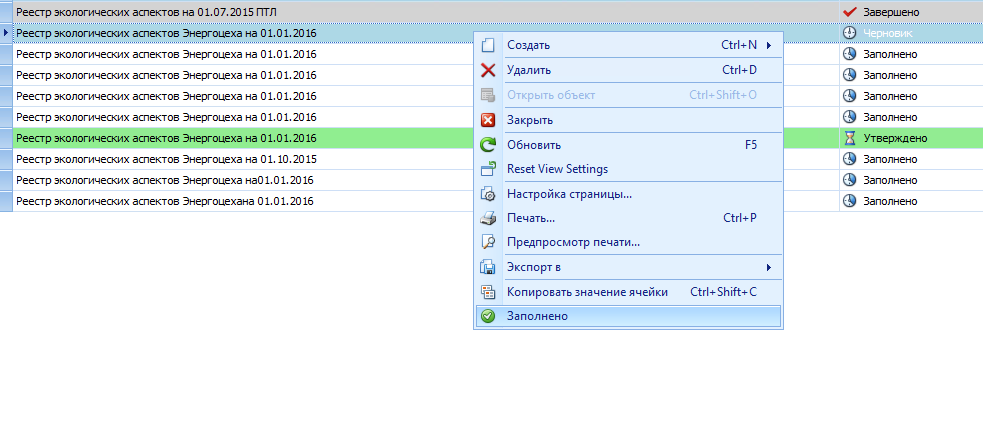 Реестр экологических аспектов на 01.07.2015 ПТЛ Завершено
Реестр экологических аспектов Энергоцеха на 01.01.2016 Черновик
Реестр экологических аспектов Энергоцеха на 01.01.2016 Заполнено
Реестр экологических аспектов Энергоцеха на 01.01.2016 Заполнено
Реестр экологических аспектов Энергоцеха на 01.01.2016 Заполнено
Реестр экологических аспектов Энергоцеха на 01.01.2016 Заполнено
Реестр экологических аспектов Энергоцеха на 01.01.2016 Утверждено
Реестр экологических аспектов Энергоцеха на 01.10.2015 Заполнено
Реестр экологических аспектов Энергоцеха на01.01.2016 Заполнено
Реестр экологических аспектов Энергоцехана 01.01.2016 Заполнено
Создать Ctrl+N
Удалить Ctrl+D
Открыть объект Ctrl+Shift+O
Закрыть
Обновить F5
Reset View Settings
Настройка страницы...
Печать... Ctrl+P
Предпросмотр печати...
Экспорт в
Копировать значение ячейки Ctrl+Shift+C
Заполнено